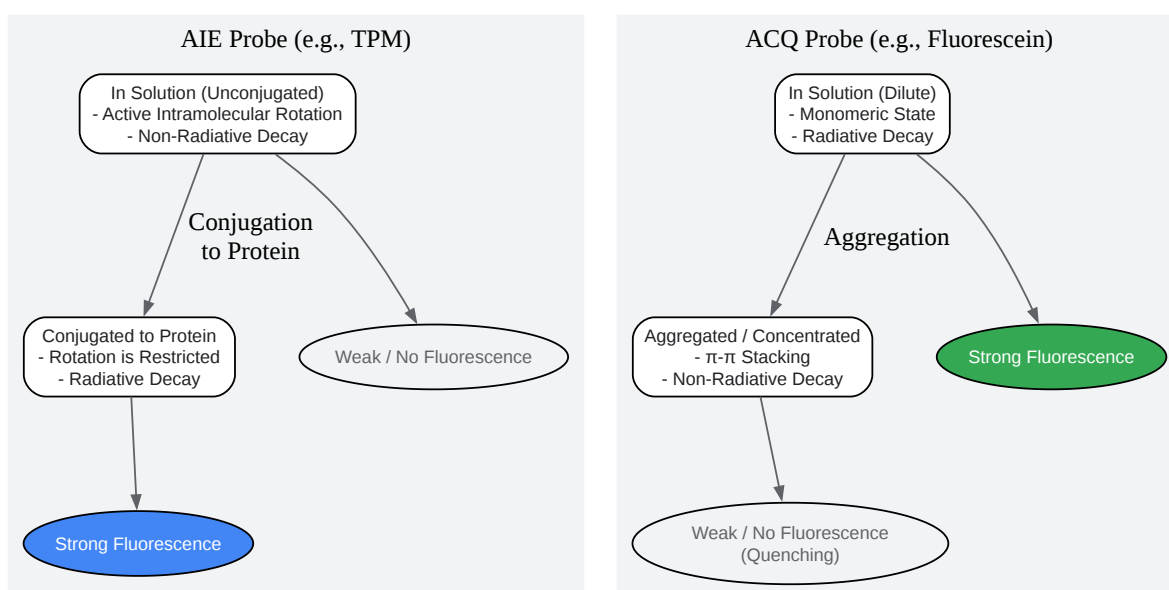 AIE Probe (e.g., TPM)
In Solution (Unconjugated)
- Active Intramolecular Rotation
- Non-Radiative Decay
Conjugation
to Protein
Conjugated to Protein
- Rotation is Restricted
- Radiative Decay
Weak / No Fluorescence
Strong Fluorescence
ACQ Probe (e.g., Fluorescein)
In Solution (Dilute)
- Monomeric State
- Radiative Decay
Aggregation
Aggregated / Concentrated
- π-π Stacking
- Non-Radiative Decay
Strong Fluorescence
Weak / No Fluorescence
(Quenching)